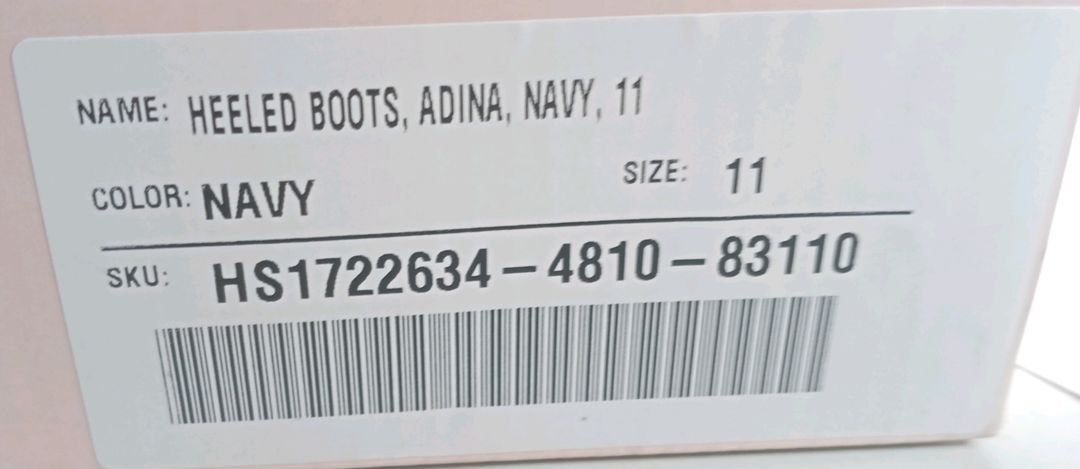 NAME: HEELED BOOTS, ADINA, NAVY, 11
COLOR: NAVY SIZE: 11
SKU: HS1722634-4810-83110